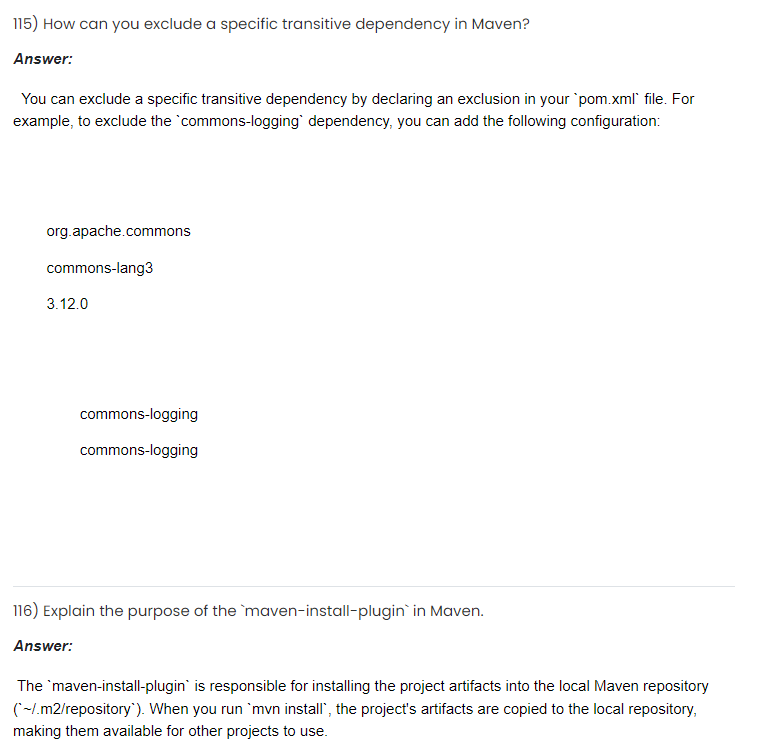 115) How can you exclude a specific transitive dependency in Maven?
Answer:
You can exclude a specific transitive dependency by declaring an exclusion in your `pom.xml` file. For
example, to exclude the `commons-logging` dependency, you can add the following configuration:
org.apache.commons
commons-lang3
3.12.0
commons-logging
commons-logging
116) Explain the purpose of the `maven-install-plugin` in Maven.
Answer:
The `maven-install-plugin` is responsible for installing the project artifacts into the local Maven repository
(`~/.m2/repository`). When you run `mvn install`, the project's artifacts are copied to the local repository,
making them available for other projects to use.